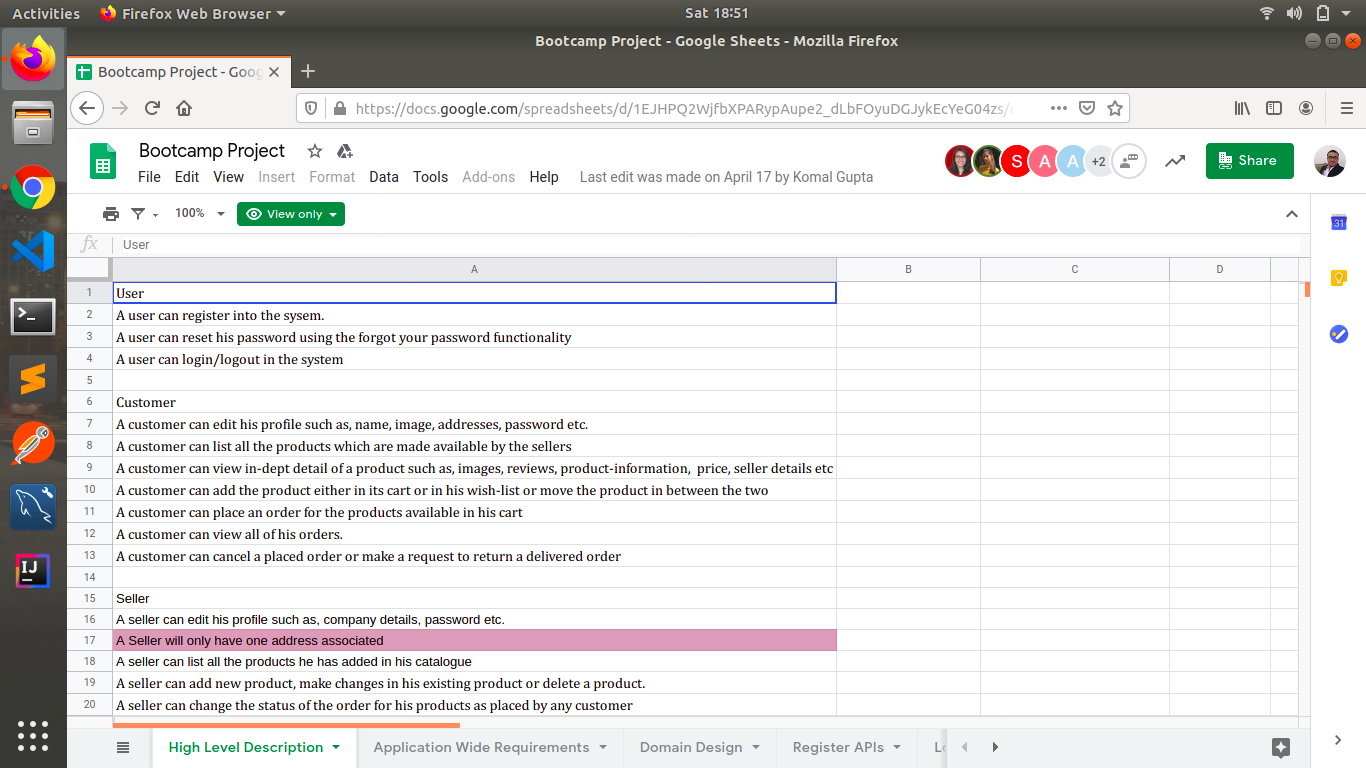 Activities Firefox Web Browser Sat 18:51
Bootcamp Project - Google Sheets - Mozilla Firefox
Bootcamp Project - Goog
https://docs.google.com/spreadsheets/d/1EJHPQ2WjfbXPARypAupe2_dLbFOyuDGJykEcYeG04zs/
Bootcamp Project
S A A +2 Share
File Edit View Insert Format Data Tools Add-ons Help Last edit was made on April 17 by Komal Gupta
100% View only
31
fx User
A B C D
1 User
2 A user can register into the sysem.
3 A user can reset his password using the forgot your password functionality
4 A user can login/logout in the system
5
6 Customer
7 A customer can edit his profile such as, name, image, addresses, password etc.
8 A customer can list all the products which are made available by the sellers
9 A customer can view in-dept detail of a product such as, images, reviews, product-information, price, seller details etc
10 A customer can add the product either in its cart or in his wish-list or move the product in between the two
11 A customer can place an order for the products available in his cart
12 A customer can view all of his orders.
13 A customer can cancel a placed order or make a request to return a delivered order
14
15 Seller
16 A seller can edit his profile such as, company details, password etc.
17 A Seller will only have one address associated
18 A seller can list all the products he has added in his catalogue
19 A seller can add new product, make changes in his existing product or delete a product.
20 A seller can change the status of the order for his products as placed by any customer
High Level Description Application Wide Requirements Domain Design Register APIs
IJ